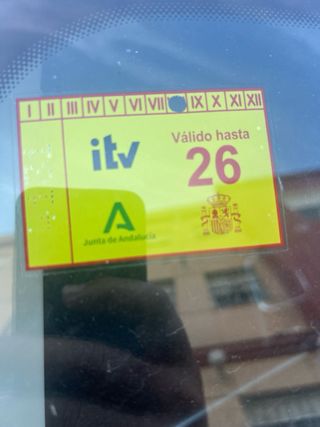 I II III IV V VI VII IX X XI XII
itv
Válido hasta
26
Junta de Andalucía